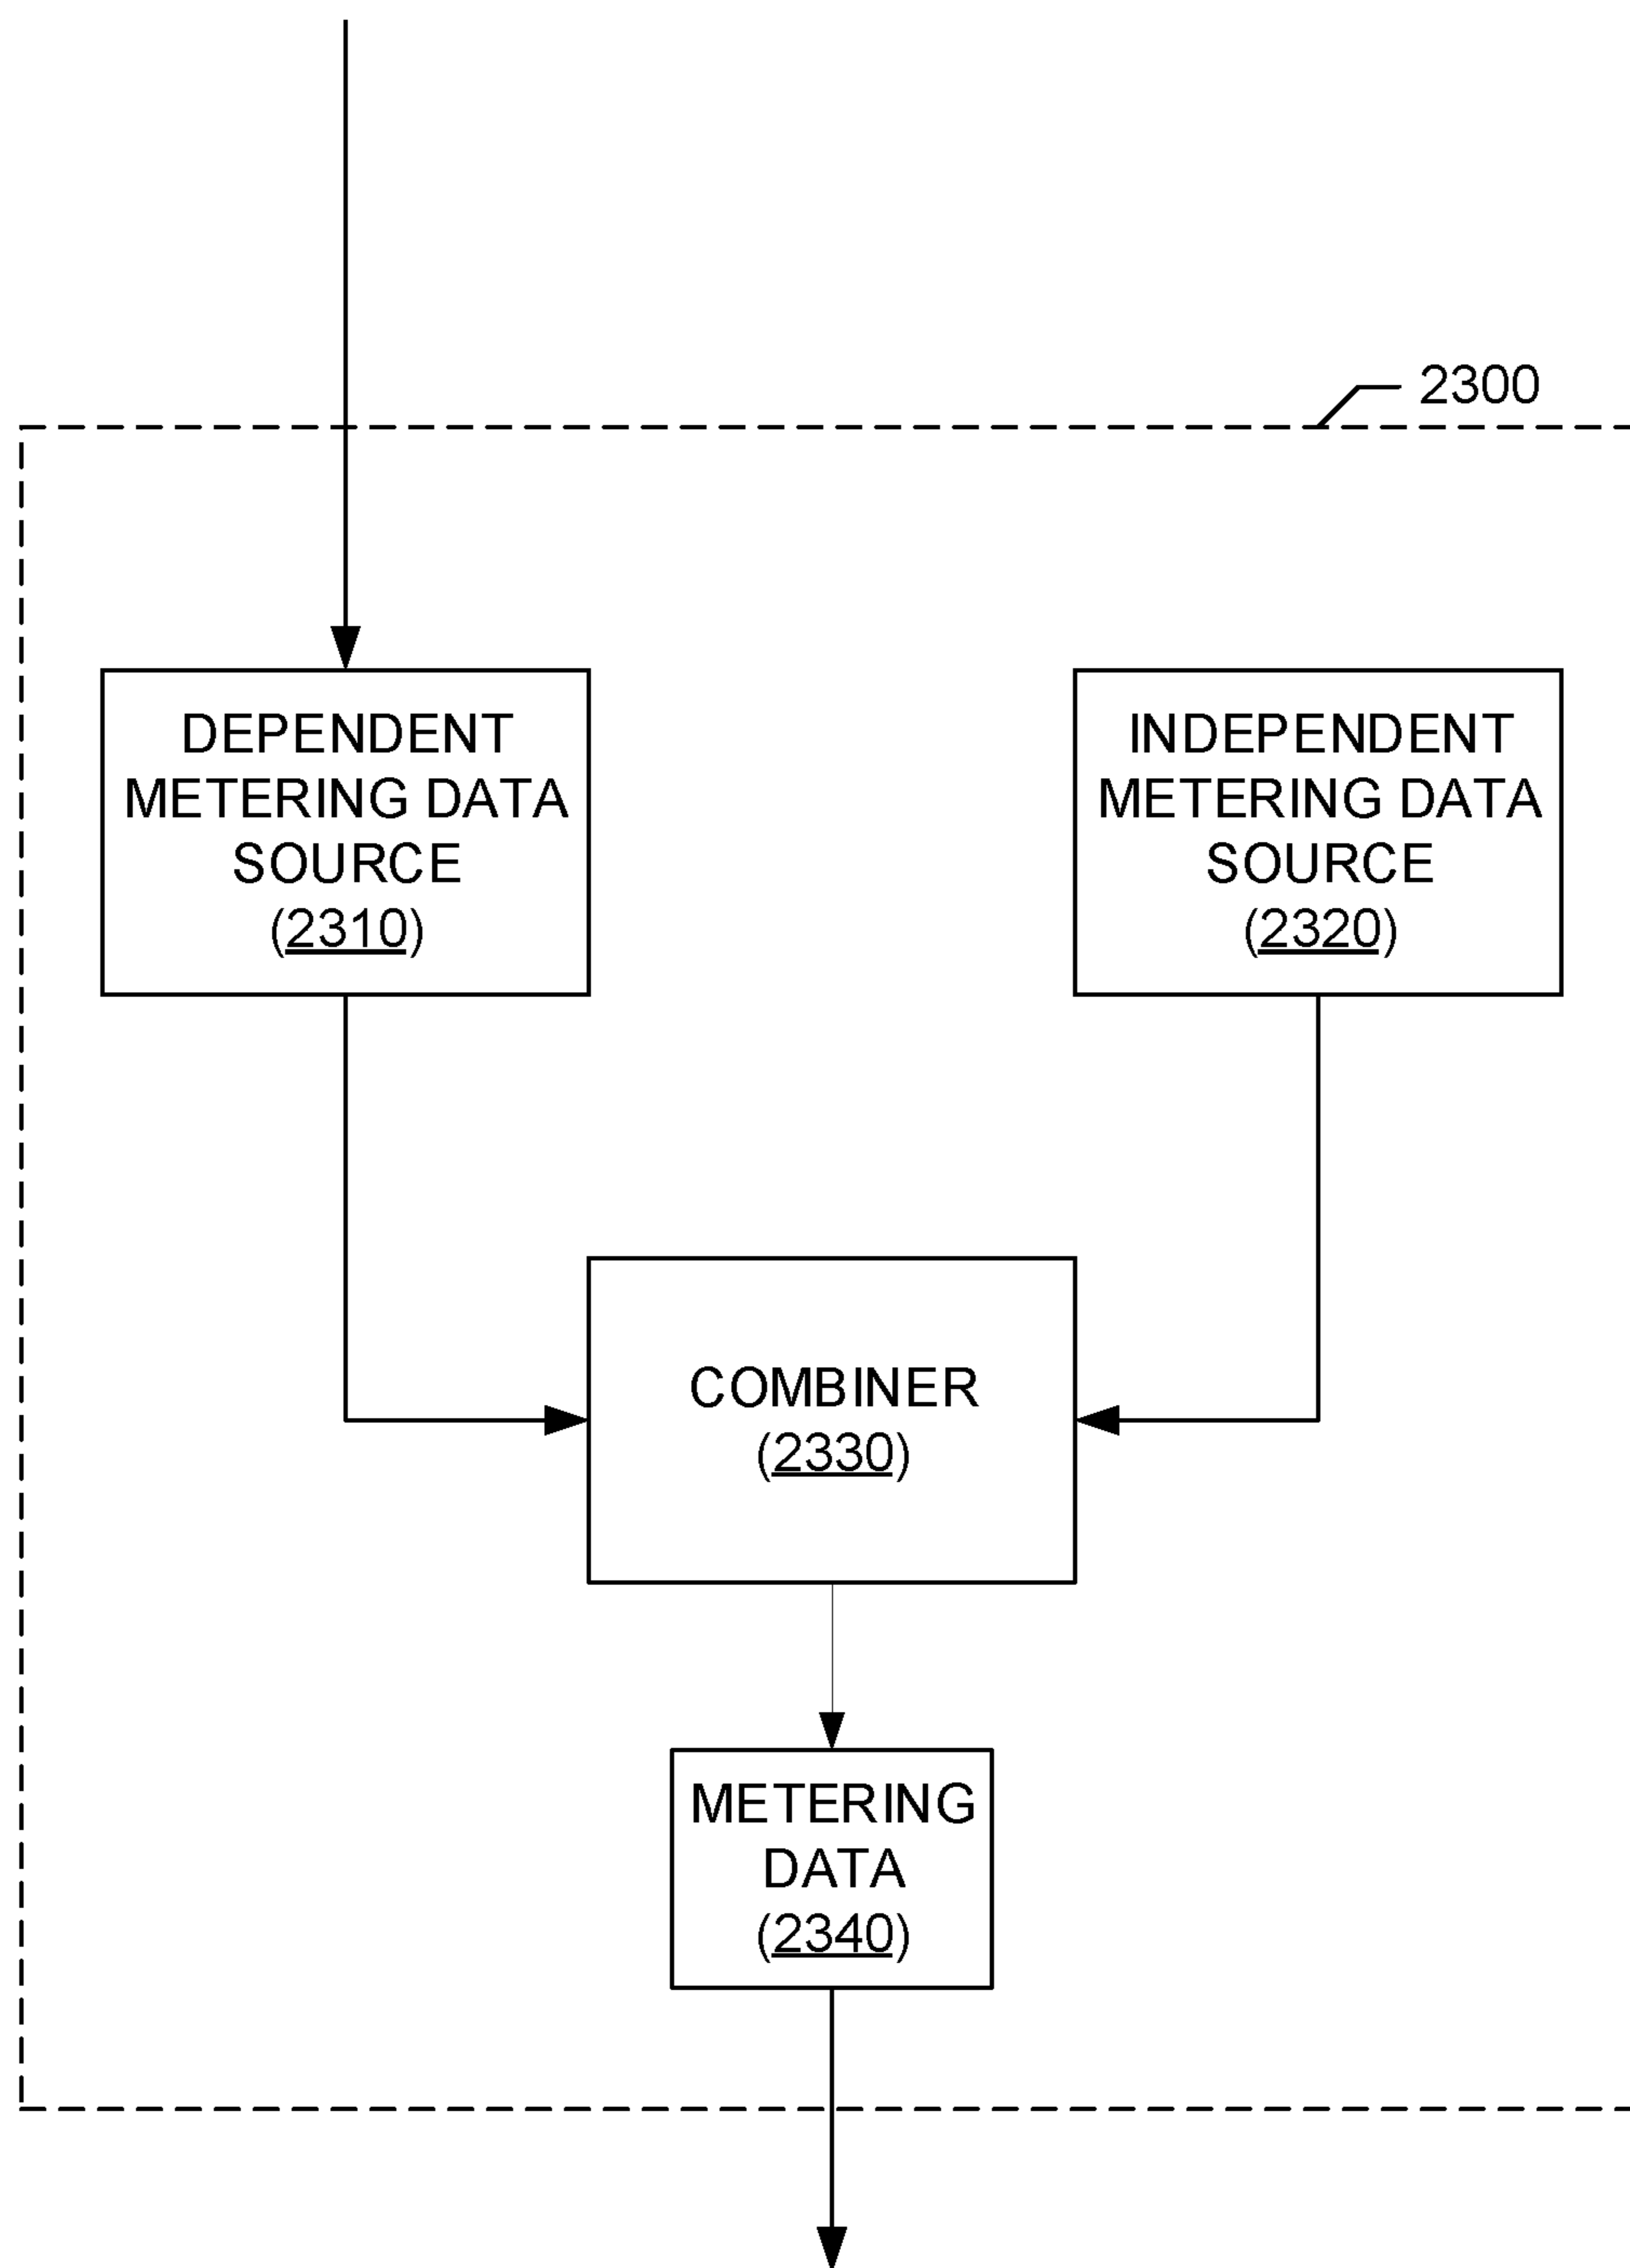 2300
DEPENDENT
METERING DATA
SOURCE
(2310)
INDEPENDENT
METERING DATA
SOURCE
(2320)
COMBINER
(2330)
METERING
DATA
(2340)